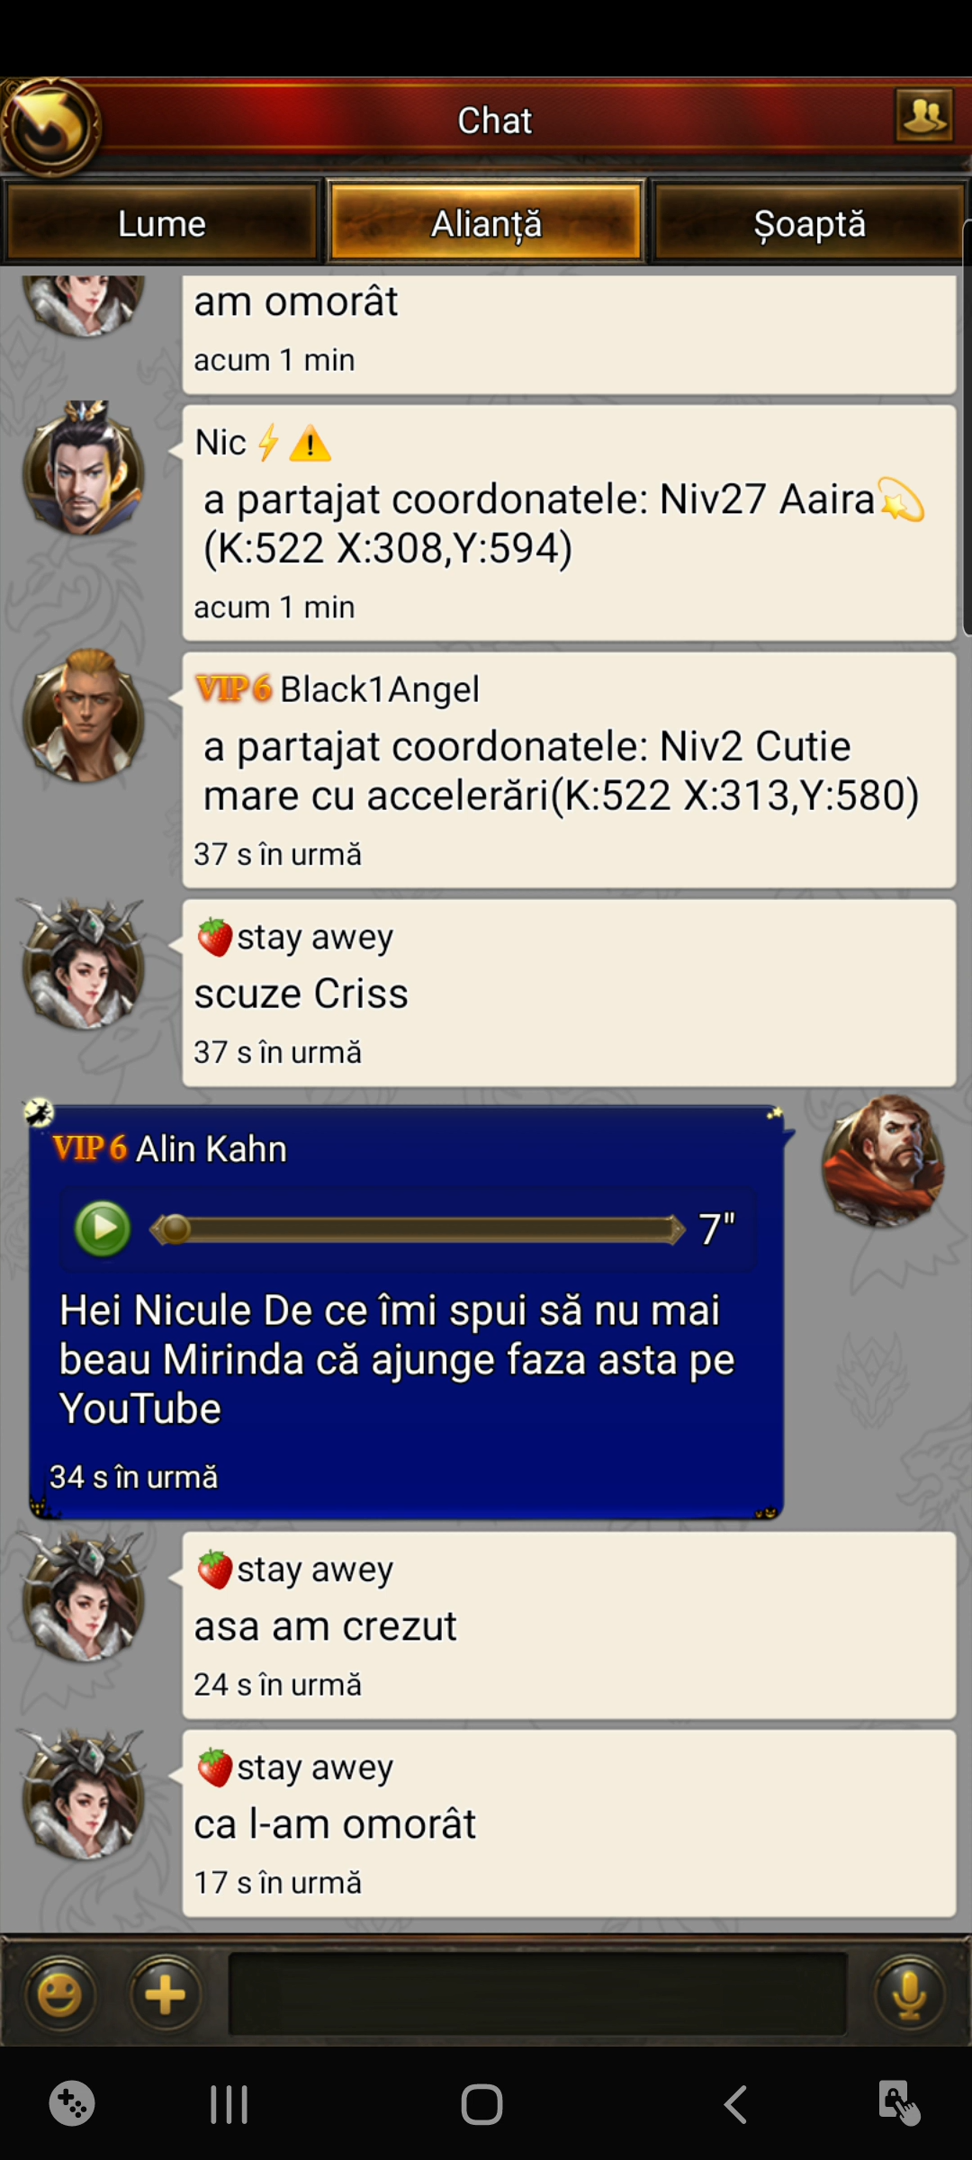 Chat
Lume
Alianță
Șoaptă
am omorât
acum 1 min
Nic⚡⚠️
a partajat coordonatele: Niv27 Aaira💫
(K:522 X:308,Y:594)
acum 1 min
VIP 6 Black1Angel
a partajat coordonatele: Niv2 Cutie
mare cu accelerări(K:522 X:313,Y:580)
37 s în urmă
🍓stay awey
scuze Criss
37 s în urmă
VIP 6 Alin Kahn
7"
Hei Nicule De ce îmi spui să nu mai
beau Mirinda că ajunge faza asta pe
YouTube
34 s în urmă
🍓stay awey
asa am crezut
24 s în urmă
🍓stay awey
ca l-am omorât
17 s în urmă